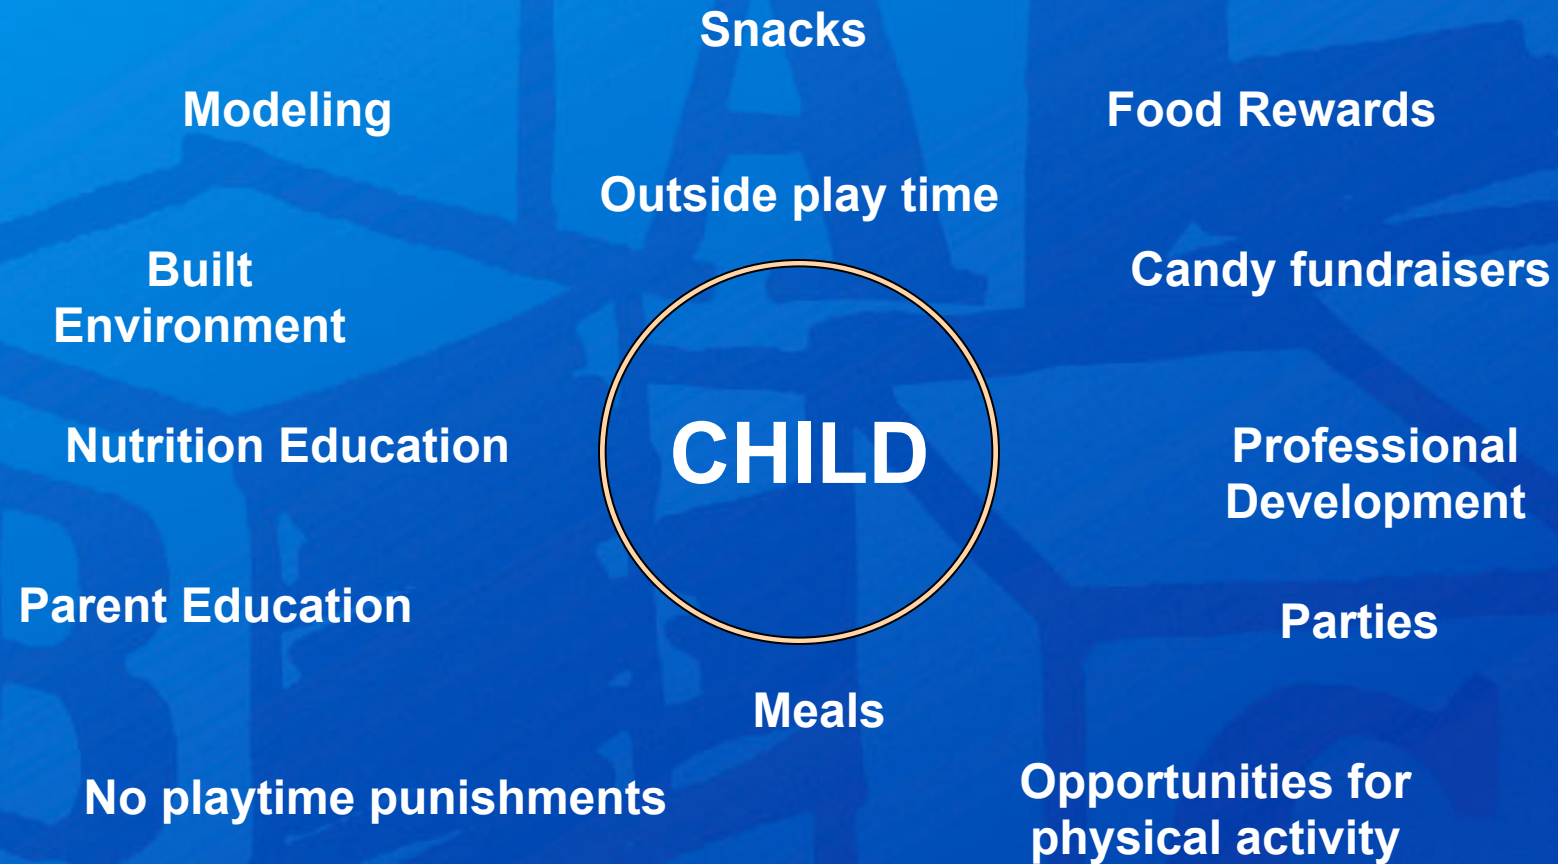 Snacks
Modeling
Food Rewards
Outside play time
Built
Environment
Candy fundraisers
CHILD
Nutrition Education
Professional
Development
Parent Education
Parties
Meals
No playtime punishments
Opportunities for
physical activity
A
B
C